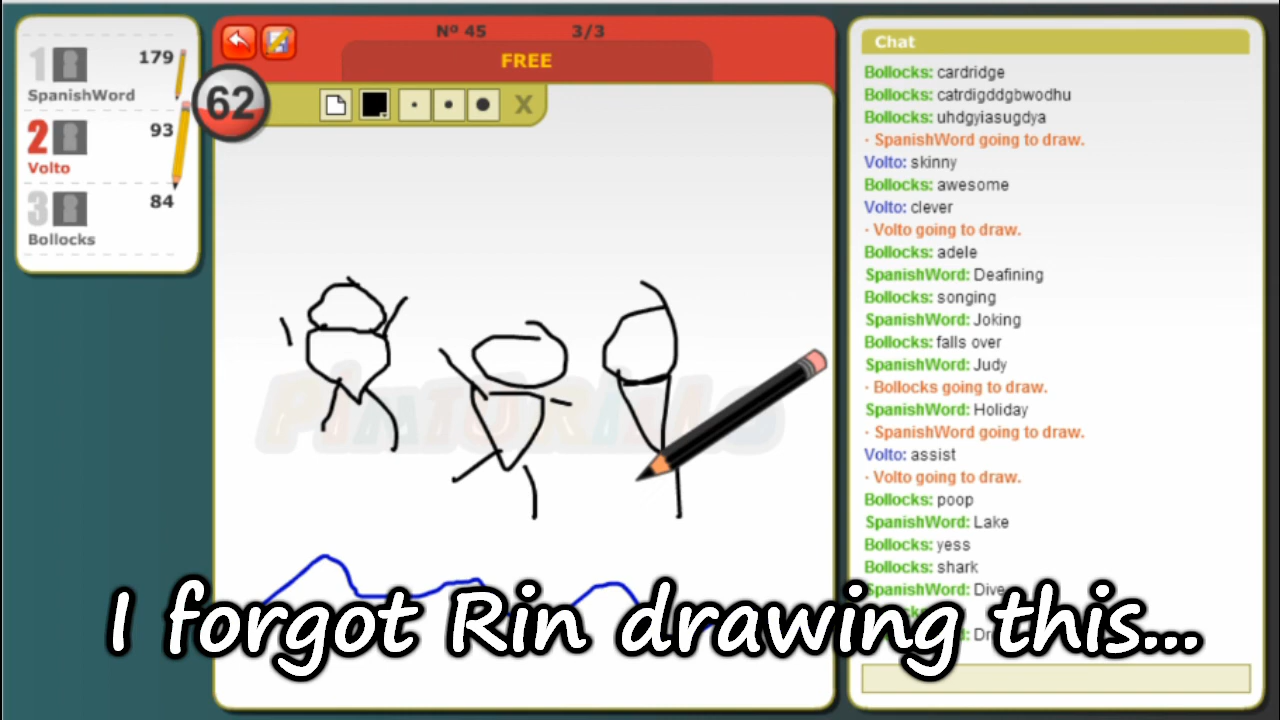 1
179
SpanishWord
2
93
Volto
3
84
Bollocks
Nº 45 3/3
FREE
62
X
Chat
Bollocks: cardridge
Bollocks: catrdigddgbwodhu
Bollocks: uhdgyiasugdya
· SpanishWord going to draw.
Volto: skinny
Bollocks: awesome
Volto: clever
· Volto going to draw.
Bollocks: adele
SpanishWord: Deafining
Bollocks: songing
SpanishWord: Joking
Bollocks: falls over
SpanishWord: Judy
· Bollocks going to draw.
SpanishWord: Holiday
· SpanishWord going to draw.
Volto: assist
· Volto going to draw.
Bollocks: poop
SpanishWord: Lake
Bollocks: yess
Bollocks: shark
SpanishWord: Dive
I forgot Rin drawing this...